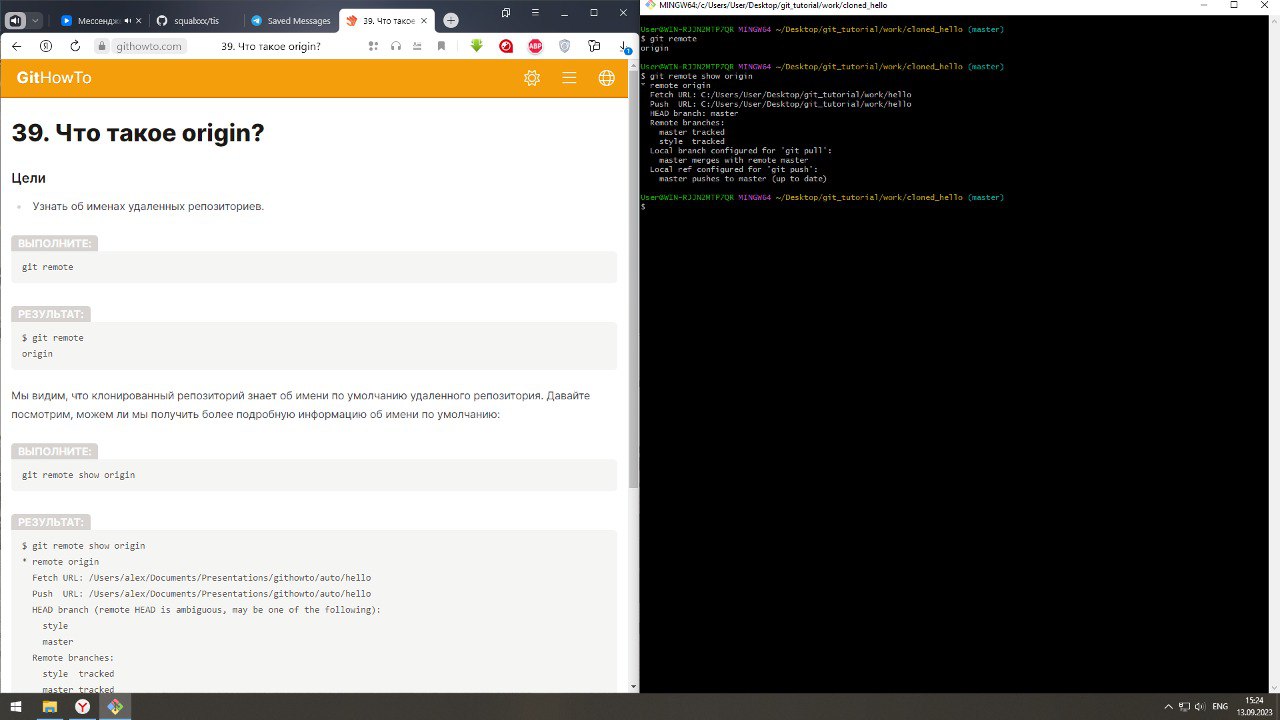 Мессендж
squalxxx/tis
Saved Messages
39. Что такое
githowto.com
39. Что такое origin?
ABP
1
GitHowTo
39. Что такое origin?
Цели
Узнать об именах удаленных репозиториев.
ВЫПОЛНИТЕ:
git remote
РЕЗУЛЬТАТ:
$ git remote
origin
Мы видим, что клонированный репозиторий знает об имени по умолчанию удаленного репозитория. Давайте
посмотрим, можем ли мы получить более подробную информацию об имени по умолчанию:
ВЫПОЛНИТЕ:
git remote show origin
РЕЗУЛЬТАТ:
$ git remote show origin
* remote origin
Fetch URL: /Users/alex/Documents/Presentations/githowto/auto/hello
Push  URL: /Users/alex/Documents/Presentations/githowto/auto/hello
HEAD branch (remote HEAD is ambiguous, may be one of the following):
style
master
Remote branches:
style  tracked
master tracked
MINGW64:/c/Users/User/Desktop/git_tutorial/work/cloned_hello
User@WIN-RJJN2MTP7QR MINGW64 ~/Desktop/git_tutorial/work/cloned_hello (master)
$ git remote
origin
User@WIN-RJJN2MTP7QR MINGW64 ~/Desktop/git_tutorial/work/cloned_hello (master)
$ git remote show origin
* remote origin
Fetch URL: C:/Users/User/Desktop/git_tutorial/work/hello
Push  URL: C:/Users/User/Desktop/git_tutorial/work/hello
HEAD branch: master
Remote branches:
master tracked
style  tracked
Local branch configured for 'git pull':
master merges with remote master
Local ref configured for 'git push':
master pushes to master (up to date)
User@WIN-RJJN2MTP7QR MINGW64 ~/Desktop/git_tutorial/work/cloned_hello (master)
$
ENG
15:24
13.09.2023